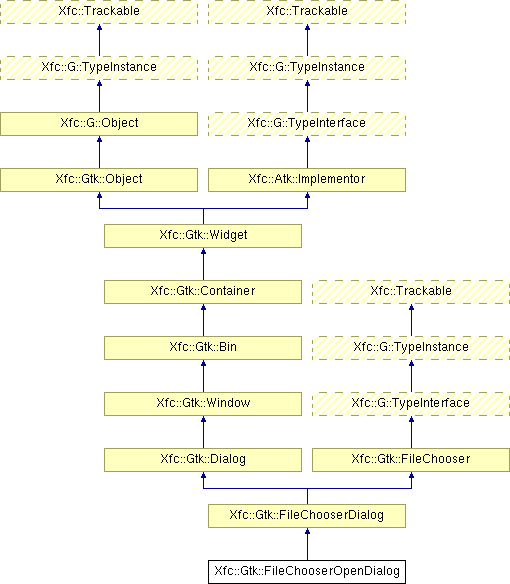 Xfc::Trackable
Xfc::Trackable
Xfc::G::TypeInstance
Xfc::G::TypeInstance
Xfc::G::Object
Xfc::G::TypeInterface
Xfc::Gtk::Object
Xfc::Atk::Implementor
Xfc::Gtk::Widget
Xfc::Gtk::Container
Xfc::Trackable
Xfc::Gtk::Bin
Xfc::G::TypeInstance
Xfc::Gtk::Window
Xfc::G::TypeInterface
Xfc::Gtk::Dialog
Xfc::Gtk::FileChooser
Xfc::Gtk::FileChooserDialog
Xfc::Gtk::FileChooserOpenDialog